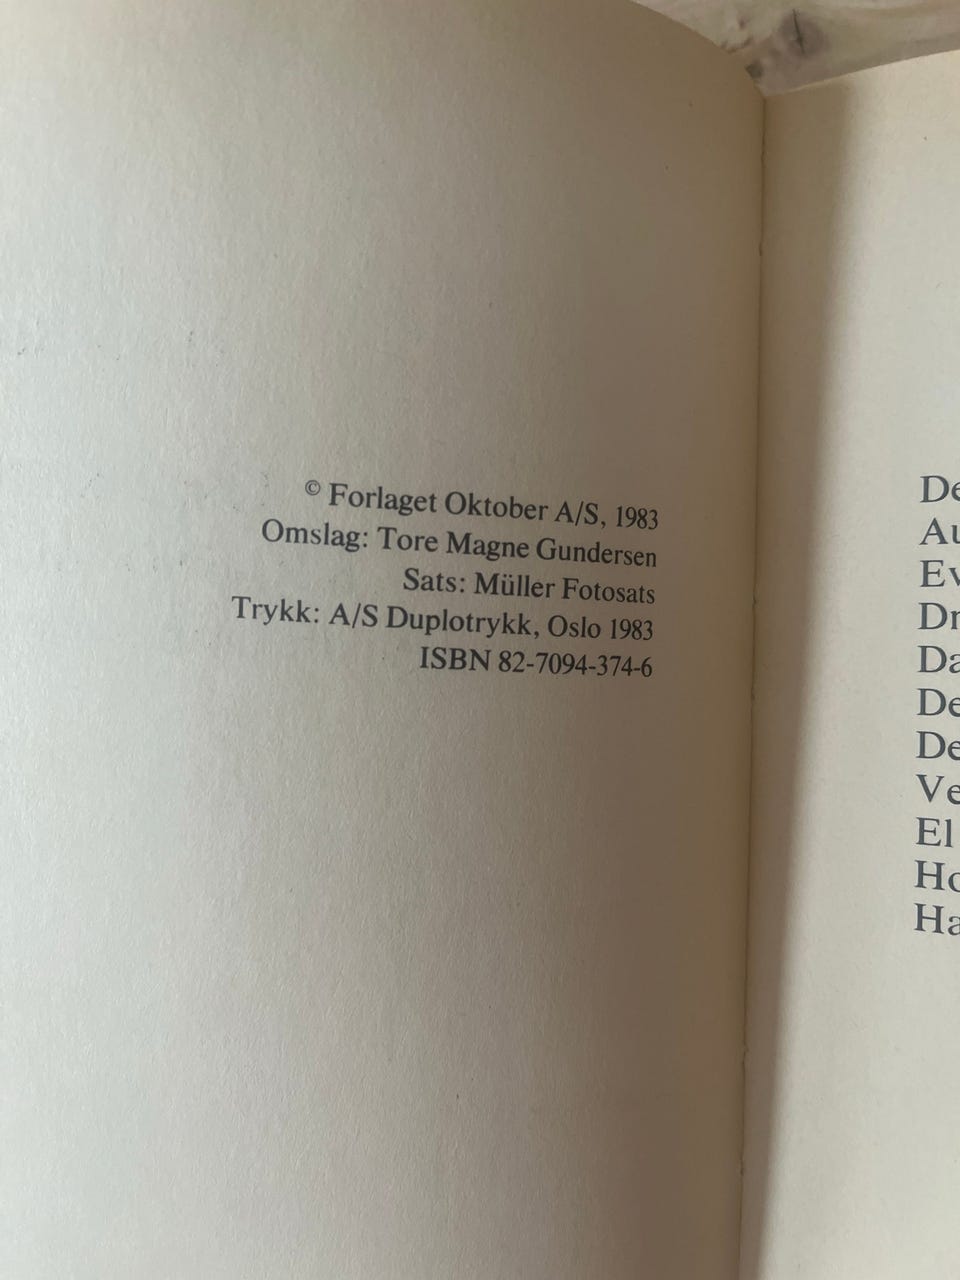 © Forlaget Oktober A/S, 1983
Omslag: Tore Magne Gundersen
Sats: Müller Fotosats
Trykk: A/S Duplotrykk, Oslo 1983
ISBN 82-7094-374-6
El